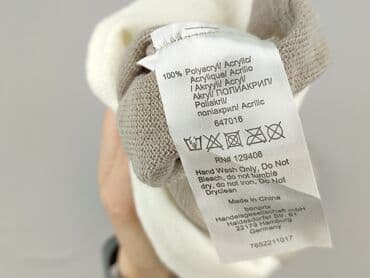 100% Polyacryl/ Acrylic/
Acrylique/ Acrilico
/ Akryyli/ Acryl/
Akryl/ ПОЛИАКРИЛ/
Poliakril/
поліакрил/ Acrilic
647016
RN# 129406
Hand Wash Only, Do Not
Bleach, do not tumble
dry, do not iron, Do Not
Dryclean
Made in China
bonprix
Handelsgesellschaft mbH
Haldesdorfer Str. 61
22179 Hamburg
Germany
7652211017